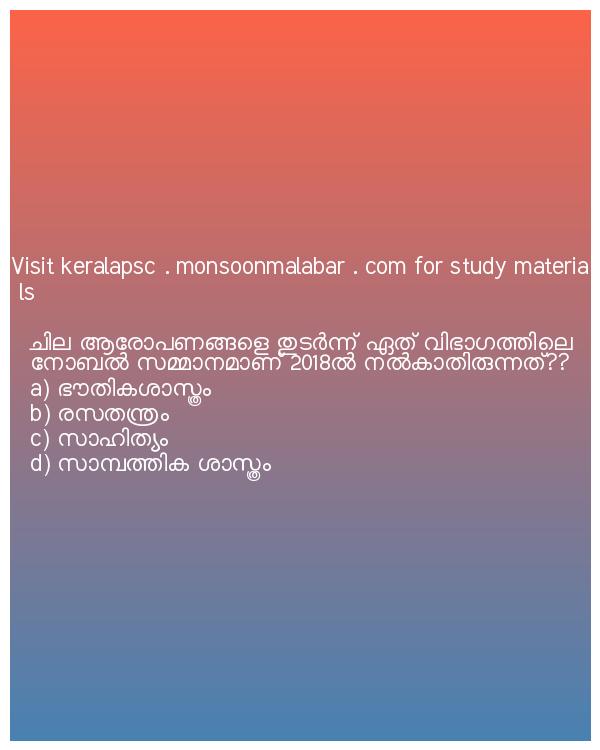 Visit keralapsc . monsoonmalabar . com for study materia
ls
ചില ആരോപണങ്ങളെ തുടർന്ന് ഏത് വിഭാഗത്തിലെ
നോബൽ സമ്മാനമാണ് 2018ൽ നൽകാതിരുന്നത്??
a) ഭൗതികശാസ്ത്രം
b) രസതന്ത്രം
c) സാഹിത്യം
d) സാമ്പത്തിക ശാസ്ത്രം